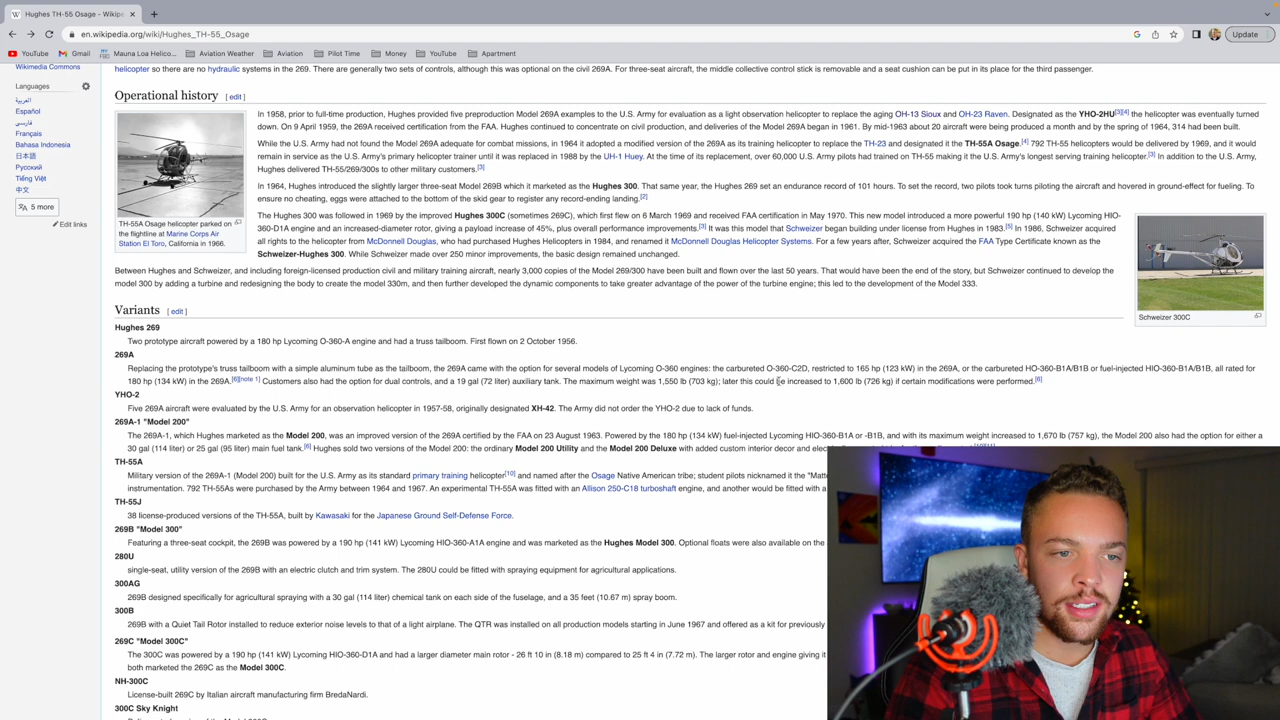 Hughes TH-55 Osage - Wikipe
en.wikipedia.org/wiki/Hughes_TH-55_Osage
Update
YouTube Gmail Mauna Loa Helico... Aviation Weather Aviation Pilot Time Money YouTube Apartment
Wikimedia Commons
Languages
العربية
Español
فارسی
Français
Bahasa Indonesia
日本語
Русский
Tiếng Việt
中文
5 more
Edit links
helicopter so there are no hydraulic systems in the 269. There are generally two sets of controls, although this was optional on the civil 269A. For three-seat aircraft, the middle collective control stick is removable and a seat cushion can be put in its place for the third passenger.
Operational history [ edit ]
TH-55A Osage helicopter parked on
the flightline at Marine Corps Air
Station El Toro, California in 1966.
In 1958, prior to full-time production, Hughes provided five preproduction Model 269A examples to the U.S. Army for evaluation as a light observation helicopter to replace the aging OH-13 Sioux and OH-23 Raven. Designated as the YHO-2HU[3][4] the helicopter was eventually turned
down. On 9 April 1959, the 269A received certification from the FAA. Hughes continued to concentrate on civil production, and deliveries of the Model 269A began in 1961. By mid-1963 about 20 aircraft were being produced a month and by the spring of 1964, 314 had been built.
While the U.S. Army had not found the Model 269A adequate for combat missions, in 1964 it adopted a modified version of the 269A as its training helicopter to replace the TH-23 and designated it the TH-55A Osage.[4] 792 TH-55 helicopters would be delivered by 1969, and it would
remain in service as the U.S. Army's primary helicopter trainer until it was replaced in 1988 by the UH-1 Huey. At the time of its replacement, over 60,000 U.S. Army pilots had trained on TH-55 making it the U.S. Army's longest serving training helicopter.[3] In addition to the U.S. Army,
Hughes delivered TH-55/269/300s to other military customers.[3]
In 1964, Hughes introduced the slightly larger three-seat Model 269B which it marketed as the Hughes 300. That same year, the Hughes 269 set an endurance record of 101 hours. To set the record, two pilots took turns piloting the aircraft and hovered in ground-effect for fueling. To
ensure no cheating, eggs were attached to the bottom of the skid gear to register any record-ending landing.[2]
The Hughes 300 was followed in 1969 by the improved Hughes 300C (sometimes 269C), which first flew on 6 March 1969 and received FAA certification in May 1970. This new model introduced a more powerful 190 hp (140 kW) Lycoming HIO-
360-D1A engine and an increased-diameter rotor, giving a payload increase of 45%, plus overall performance improvements.[3] It was this model that Schweizer began building under license from Hughes in 1983.[5] In 1986, Schweizer acquired
all rights to the helicopter from McDonnell Douglas, who had purchased Hughes Helicopters in 1984, and renamed it McDonnell Douglas Helicopter Systems. For a few years after, Schweizer acquired the FAA Type Certificate known as the
Schweizer-Hughes 300. While Schweizer made over 250 minor improvements, the basic design remained unchanged.
Between Hughes and Schweizer, and including foreign-licensed production civil and military training aircraft, nearly 3,000 copies of the Model 269/300 have been built and flown over the last 50 years. That would have been the end of the story, but Schweizer continued to develop the
model 300 by adding a turbine and redesigning the body to create the model 330m, and then further developed the dynamic components to take greater advantage of the power of the turbine engine; this led to the development of the Model 333.
Schweizer 300C
Variants [ edit ]
Hughes 269
Two prototype aircraft powered by a 180 hp Lycoming O-360-A engine and had a truss tailboom. First flown on 2 October 1956.
269A
Replacing the prototype's truss tailboom with a simple aluminum tube as the tailboom, the 269A came with the option for several models of Lycoming O-360 engines: the carbureted O-360-C2D, restricted to 165 hp (123 kW) in the 269A, or the carbureted HO-360-B1A/B1B or fuel-injected HIO-360-B1A/B1B, all rated for
180 hp (134 kW) in the 269A.[6][note 1] Customers also had the option for dual controls, and a 19 gal (72 liter) auxiliary tank. The maximum weight was 1,550 lb (703 kg); later this could be increased to 1,600 lb (726 kg) if certain modifications were performed.[6]
YHO-2
Five 269A aircraft were evaluated by the U.S. Army for an observation helicopter in 1957-58, originally designated XH-42. The Army did not order the YHO-2 due to lack of funds.
269A-1 "Model 200"
The 269A-1, which Hughes marketed as the Model 200, was an improved version of the 269A certified by the FAA on 23 August 1963. Powered by the 180 hp (134 kW) fuel-injected Lycoming HIO-360-B1A or -B1B, and with its maximum weight increased to 1,670 lb (757 kg), the Model 200 also had the option for either a
30 gal (114 liter) or 25 gal (95 liter) main fuel tank.[6] Hughes sold two versions of the Model 200: the ordinary Model 200 Utility and the Model 200 Deluxe with added custom interior decor and
TH-55A
Military version of the 269A-1 (Model 200) built for the U.S. Army as its standard primary training helicopter[10] and named after the Osage Native American tribe; student pilots nicknamed it the
instrumentation. 792 TH-55As were purchased by the Army between 1964 and 1967. An experimental TH-55A was fitted with an Allison 250-C18 turboshaft engine, and another would be fitted with a
TH-55J
38 license-produced versions of the TH-55A, built by Kawasaki for the Japanese Ground Self-Defense Force.
269B "Model 300"
Featuring a three-seat cockpit, the 269B was powered by a 190 hp (141 kW) Lycoming HIO-360-A1A engine and was marketed as the Hughes Model 300. Optional floats were also available on the
280U
single-seat, utility version of the 269B with an electric clutch and trim system. The 280U could be fitted with spraying equipment for agricultural applications.
300AG
269B designed specifically for agricultural spraying with a 30 gal (114 liter) chemical tank on each side of the fuselage, and a 35 feet (10.67 m) spray boom.
300B
269B with a Quiet Tail Rotor installed to reduce exterior noise levels to that of a light airplane. The QTR was installed on all production models starting in June 1967 and offered as a kit for previously
269C "Model 300C"
The 300C was powered by a 190 hp (141 kW) Lycoming HIO-360-D1A and had a larger diameter main rotor - 26 ft 10 in (8.18 m) compared to 25 ft 4 in (7.72 m). The larger rotor and engine giving it
both marketed the 269C as the Model 300C.
NH-300C
License-built 269C by Italian aircraft manufacturing firm BredaNardi.
300C Sky Knight